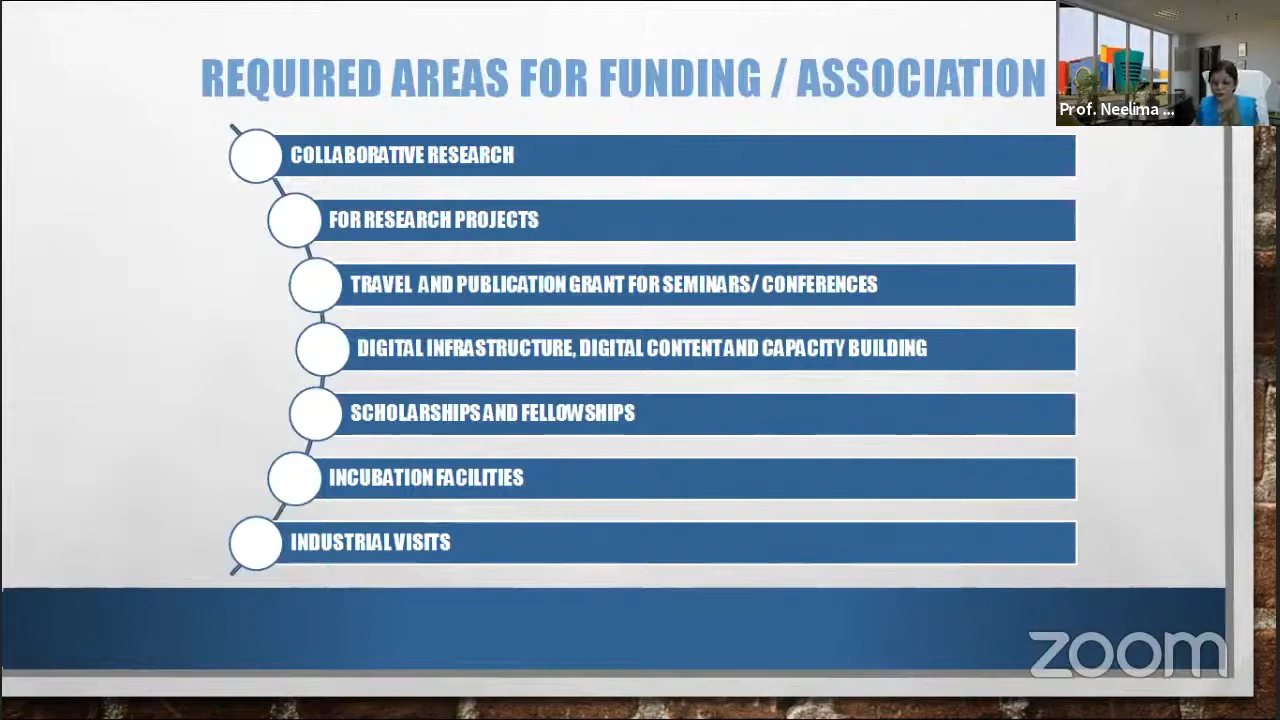 REQUIRED AREAS FOR FUNDING / ASSOCIATION
Prof. Neelima ...
COLLABORATIVE RESEARCH
FOR RESEARCH PROJECTS
TRAVEL AND PUBLICATION GRANT FOR SEMINARS/ CONFERENCES
DIGITAL INFRASTRUCTURE, DIGITAL CONTENT AND CAPACITY BUILDING
SCHOLARSHIPS AND FELLOWSHIPS
INCUBATION FACILITIES
INDUSTRIAL VISITS
zoom